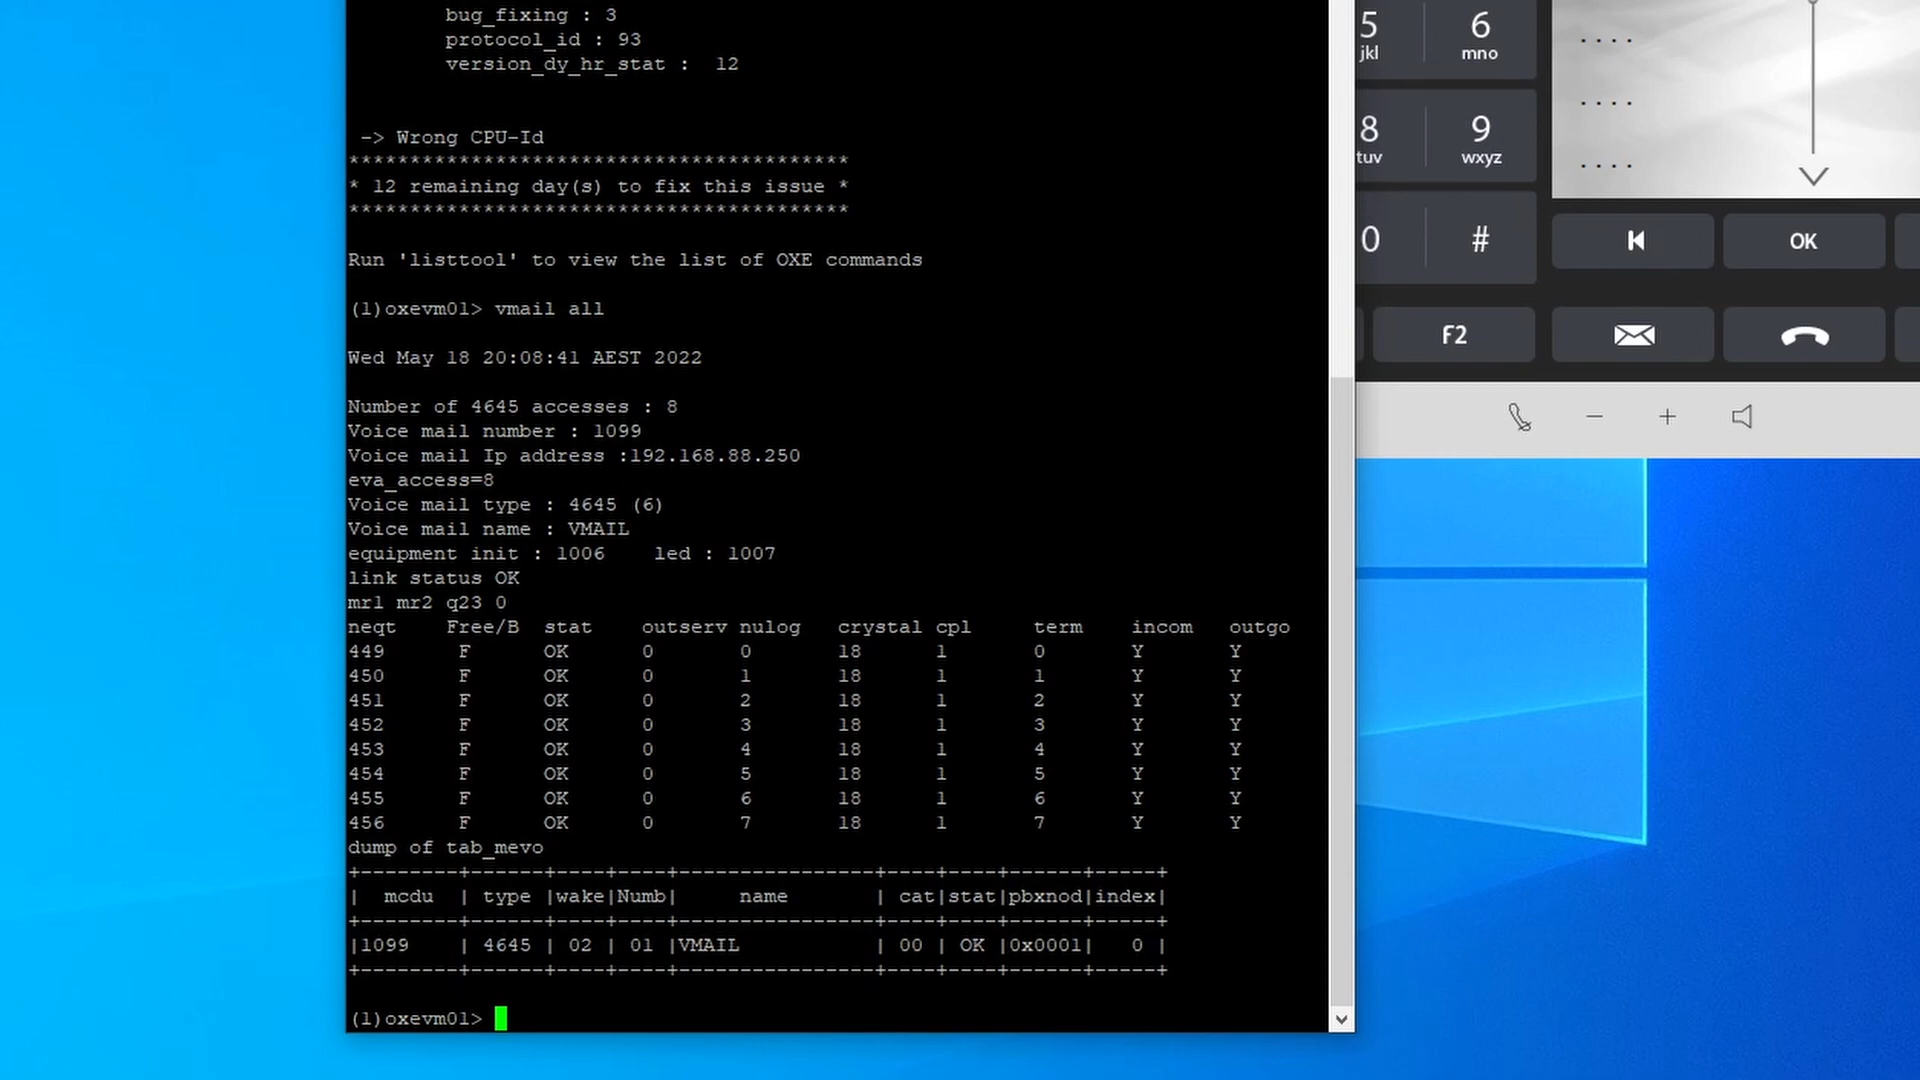 bug_fixing : 3
protocol_id : 93
version_dy_hr_stat :  12
-> Wrong CPU-Id
*****************************************
* 12 remaining day(s) to fix this issue *
*****************************************
Run 'listtool' to view the list of OXE commands
(1)oxevm01> vmail all
Wed May 18 20:08:41 AEST 2022
Number of 4645 accesses : 8
Voice mail number : 1099
Voice mail Ip address :192.168.88.250
eva_access=8
Voice mail type : 4645 (6)
Voice mail name : VMAIL
equipment init : 1006    led : 1007
link status OK
mr1 mr2 q23 0
neqt    Free/B  stat    outserv nulog   crystal cpl     term    incom   outgo
449      F      OK      0       0       18      1       0       Y       Y
450      F      OK      0       1       18      1       1       Y       Y
451      F      OK      0       2       18      1       2       Y       Y
452      F      OK      0       3       18      1       3       Y       Y
453      F      OK      0       4       18      1       4       Y       Y
454      F      OK      0       5       18      1       5       Y       Y
455      F      OK      0       6       18      1       6       Y       Y
456      F      OK      0       7       18      1       7       Y       Y
dump of tab_mevo
+--------+------+----+----+----------------+----+----+------+-----+
|  mcdu  | type |wake|Numb|     name       | cat|stat|pbxnod|index|
+--------+------+----+----+----------------+----+----+------+-----+
|1099    | 4645 | 02 | 01 |VMAIL           | 00 | OK |0x0001|   0 |
+--------+------+----+----+----------------+----+----+------+-----+
(1)oxevm01>
5 6
jkl mno
8 9
tuv wxyz
0 #
F2
....
....
....
OK